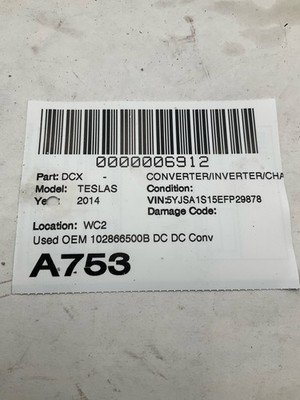 0000006912
Part: DCX - CONVERTER/INVERTER/CHA
Model: TESLAS Condition:
2014 VIN:5YJSA1S15EFP29878
Damage Code:
Location: WC2
Used OEM 102866500B DC DC Conv
A753